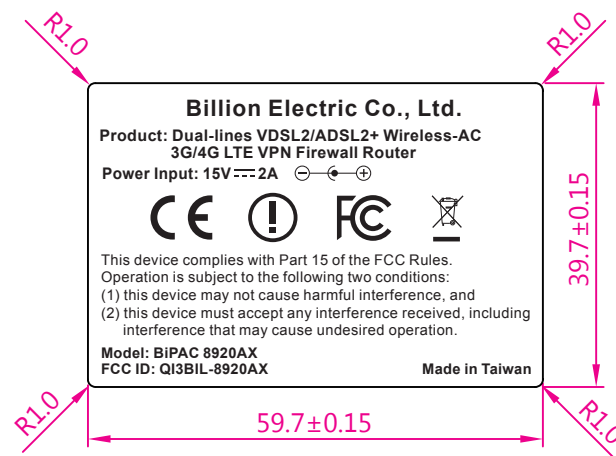 R1.0
R1.0
Billion Electric Co., Ltd.
Product: Dual-lines VDSL2/ADSL2+ Wireless-AC
3G/4G LTE VPN Firewall Router
Power Input: 15V⎓2A
CE
FC
This device complies with Part 15 of the FCC Rules.
Operation is subject to the following two conditions:
(1) this device may not cause harmful interference, and
(2) this device must accept any interference received, including
interference that may cause undesired operation.
Model: BiPAC 8920AX
FCC ID: QI3BIL-8920AX
Made in Taiwan
39.7±0.15
R1.0
59.7±0.15
R1.0